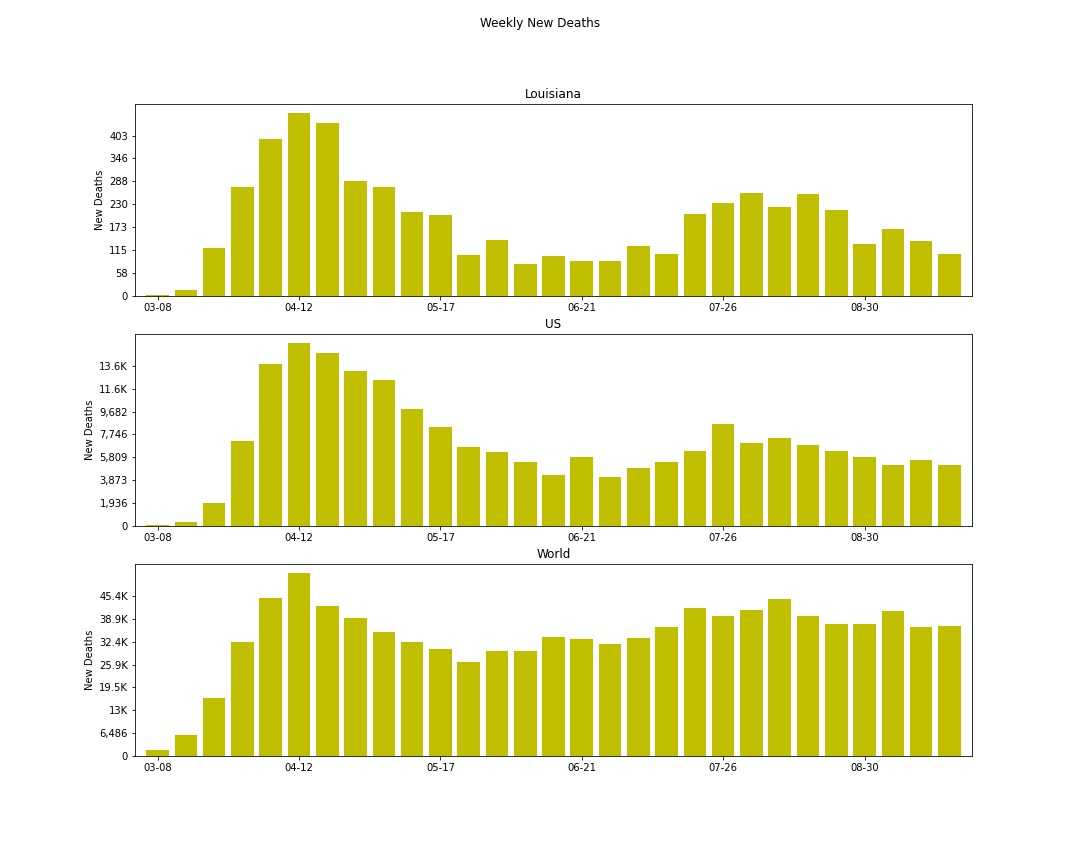 Weekly New Deaths
Louisiana
New Deaths
403
346
288
230
173
115
58
0
03-08 04-12 05-17 06-21 07-26 08-30
US
New Deaths
13.6K
11.6K
9,682
7,746
5,809
3,873
1,936
0
03-08 04-12 05-17 06-21 07-26 08-30
World
New Deaths
45.4K
38.9K
32.4K
25.9K
19.5K
13K
6,486
0
03-08 04-12 05-17 06-21 07-26 08-30